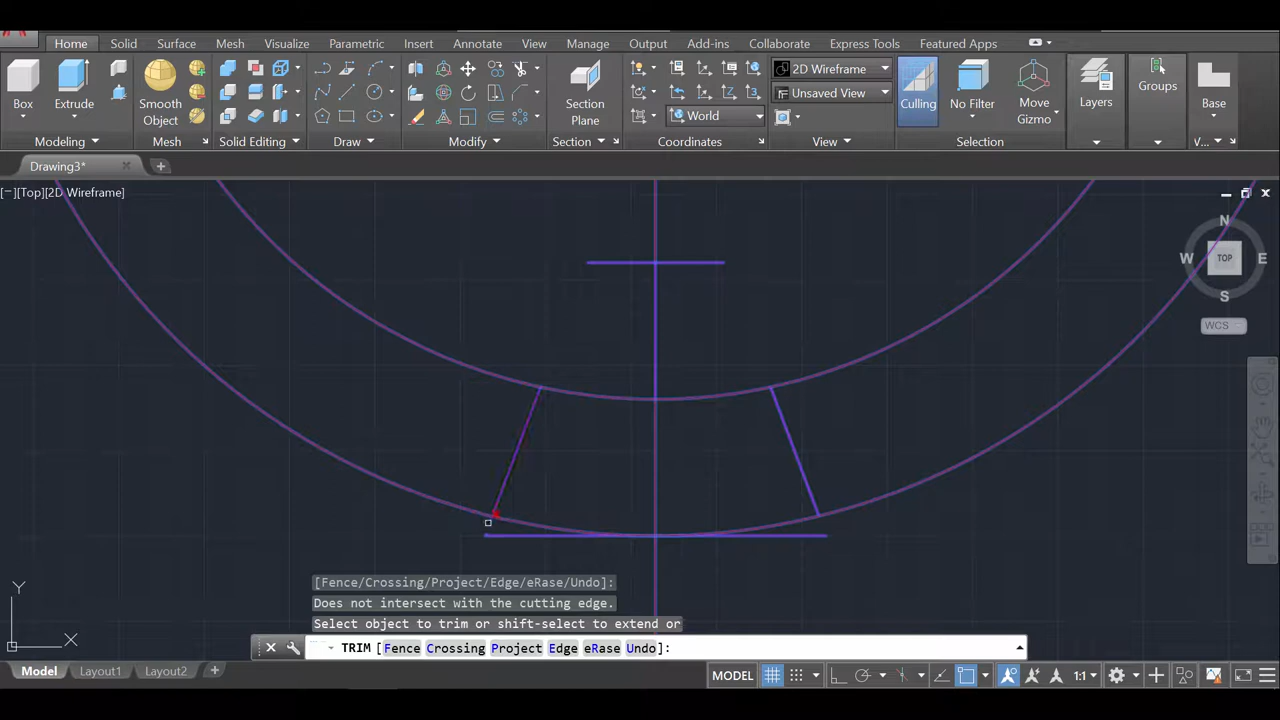 Home Solid Surface Mesh Visualize Parametric Insert Annotate View Manage Output Add-ins Collaborate Express Tools Featured Apps
2D Wireframe
Unsaved View
Box Extrude Smooth Object Section Plane World Culling No Filter Move Gizmo Layers Groups Base
Modeling Mesh Solid Editing Modify Section Coordinates View Selection V...
Drawing3*
[−][Top][2D Wireframe]
N
W TOP E
S
WCS
[Fence/Crossing/Project/Edge/eRase/Undo]:
Does not intersect with the cutting edge.
Select object to trim or shift-select to extend or
Y
X
TRIM [Fence Crossing Project Edge eRase Undo]:
Model Layout1 Layout2 + MODEL 1:1